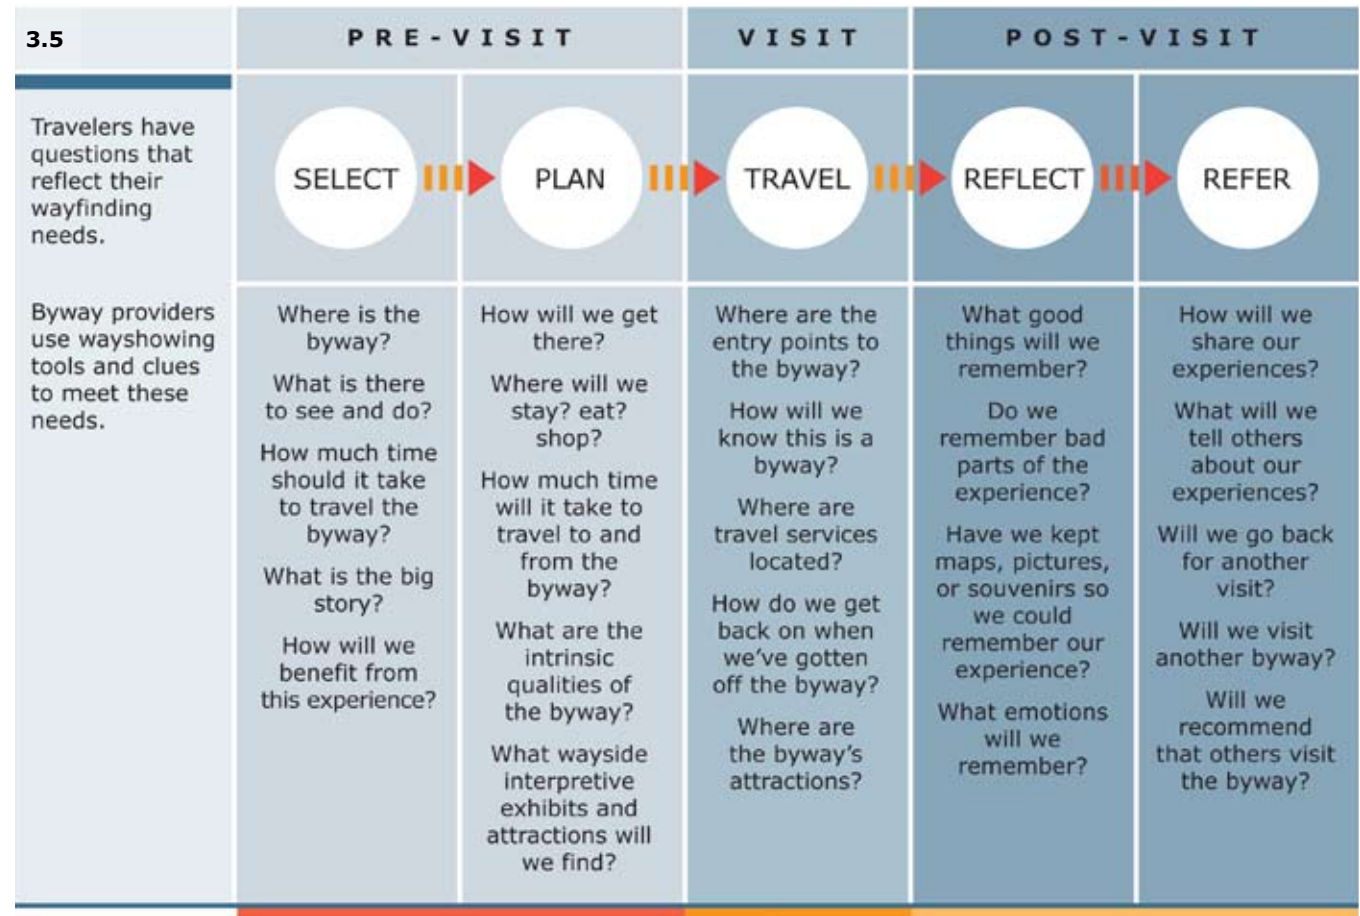 3.5
PRE-VISIT
VISIT
POST-VISIT
Travelers have
questions that
reflect their
wayfinding
needs.
SELECT
PLAN
TRAVEL
REFLECT
REFER
Byway providers
use wayshowing
tools and clues
to meet these
needs.
Where is the
byway?
What is there
to see and do?
How much time
should it take
to travel the
byway?
What is the big
story?
How will we
benefit from
this experience?
How will we get
there?
Where will we
stay? eat?
shop?
How much time
will it take to
travel to and
from the
byway?
What are the
intrinsic
qualities of
the byway?
What wayside
interpretive
exhibits and
attractions will
we find?
Where are the
entry points to
the byway?
How will we
know this is a
byway?
Where are
travel services
located?
How do we get
back on when
we've gotten
off the byway?
Where are
the byway's
attractions?
What good
things will we
remember?
Do we
remember bad
parts of the
experience?
Have we kept
maps, pictures,
or souvenirs so
we could
remember our
experience?
What emotions
will we
remember?
How will we
share our
experiences?
What will we
tell others
about our
experiences?
Will we go back
for another
visit?
Will we visit
another byway?
Will we
recommend
that others visit
the byway?